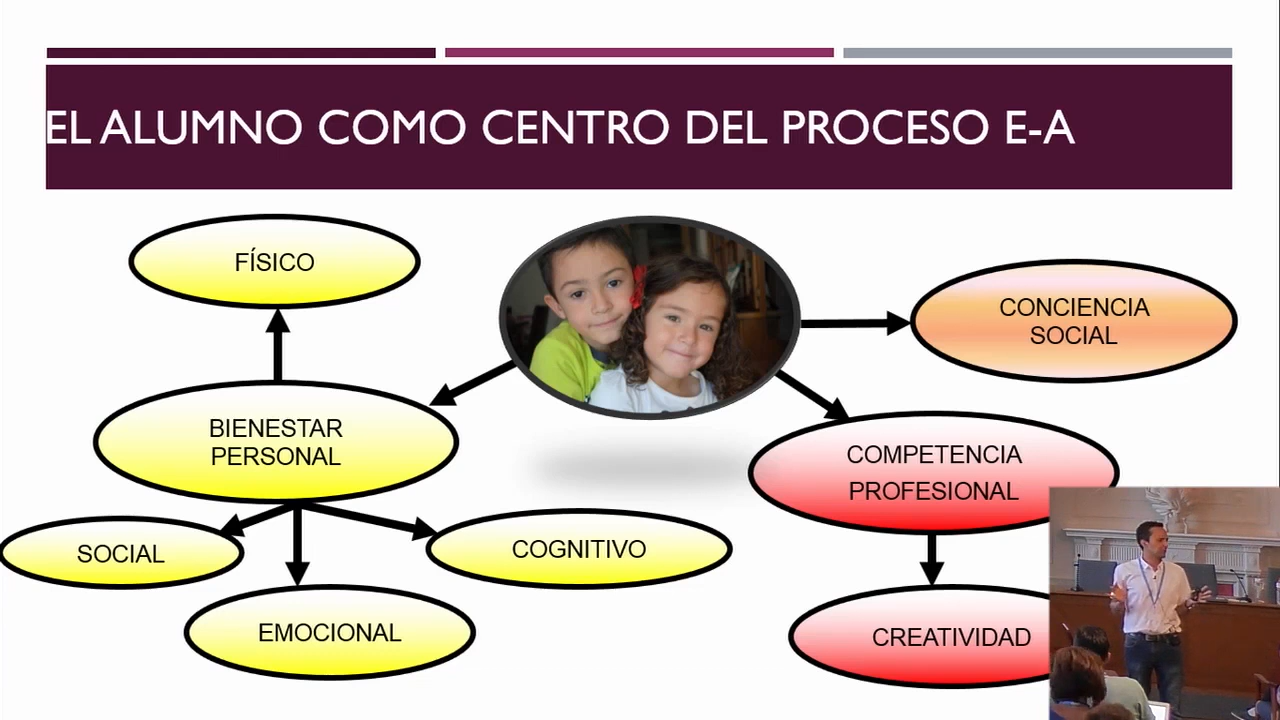 EL ALUMNO COMO CENTRO DEL PROCESO E-A
FÍSICO
CONCIENCIA
SOCIAL
BIENESTAR
PERSONAL
COMPETENCIA
PROFESIONAL
SOCIAL
COGNITIVO
EMOCIONAL
CREATIVIDAD